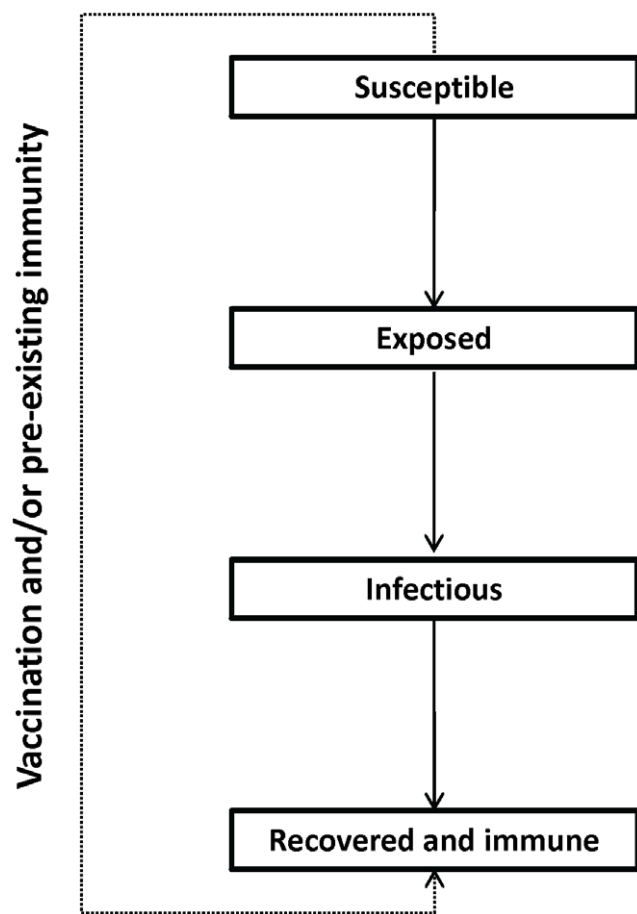 Susceptible
Exposed
Infectious
Recovered and immune
Vaccination and/or pre-existing immunity